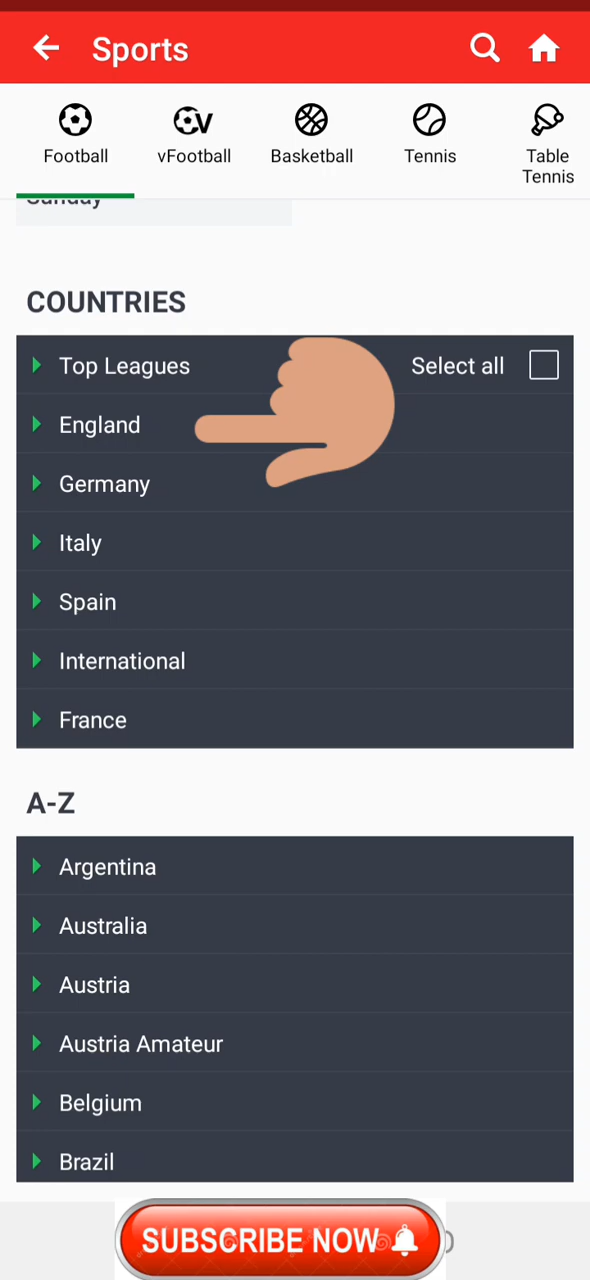 Sports
Football
vFootball
Basketball
Tennis
Table
Tennis
Sunday
COUNTRIES
Top Leagues
Select all
England
Germany
Italy
Spain
International
France
A-Z
Argentina
Australia
Austria
Austria Amateur
Belgium
Brazil
SUBSCRIBE NOW